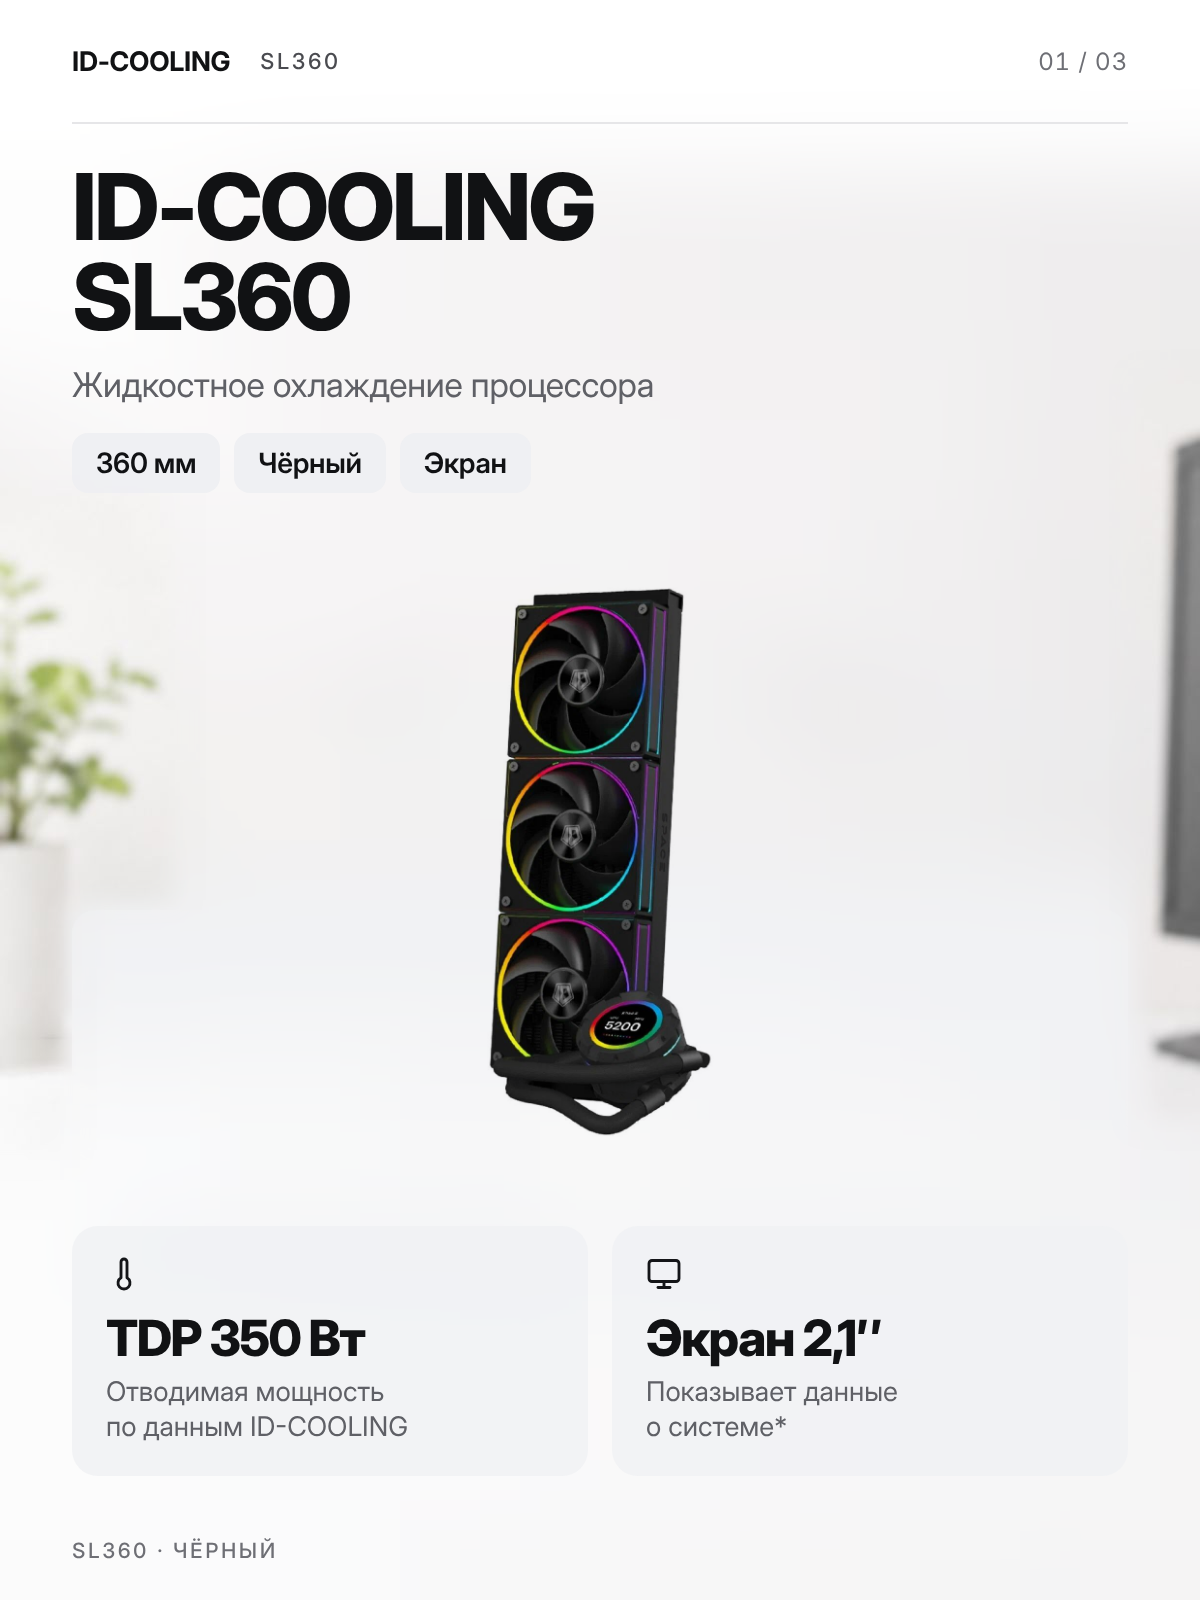 ID-COOLING SL360 01 / 03
ID-COOLING
SL360
Жидкостное охлаждение процессора
360 мм Чёрный Экран
5200
TDP 350 Вт
Отводимая мощность
по данным ID-COOLING
Экран 2,1″
Показывает данные
о системе*
SL360 · ЧЁРНЫЙ